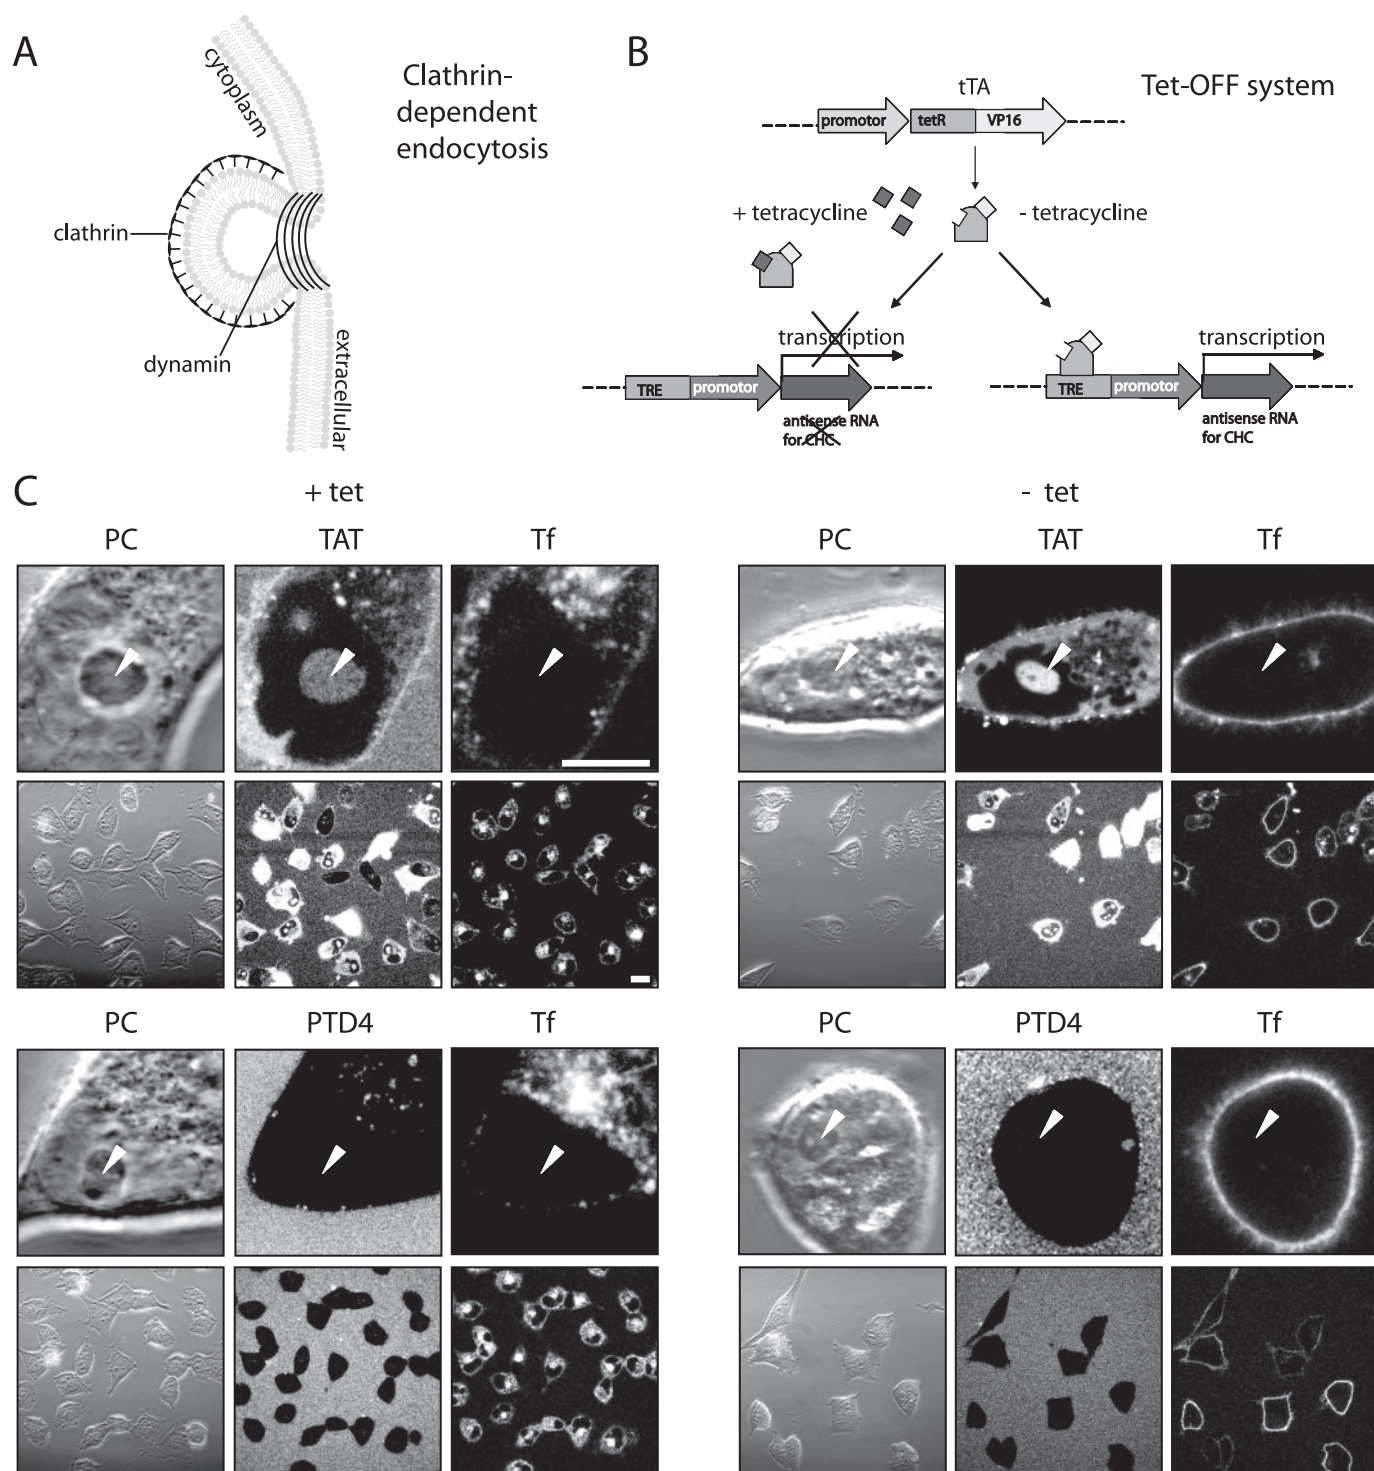 A
cytoplasm
Clathrin-
dependent
endocytosis
clathrin
dynamin
extracellular
B
tTA
Tet-OFF system
promotor
tetR
VP16
+ tetracycline
- tetracycline
transcription
TRE
promotor
antisense RNA
for CHC
transcription
TRE
promotor
antisense RNA
for CHC
C
+ tet
- tet
PC
TAT
Tf
PC
TAT
Tf
PC
PTD4
Tf
PC
PTD4
Tf